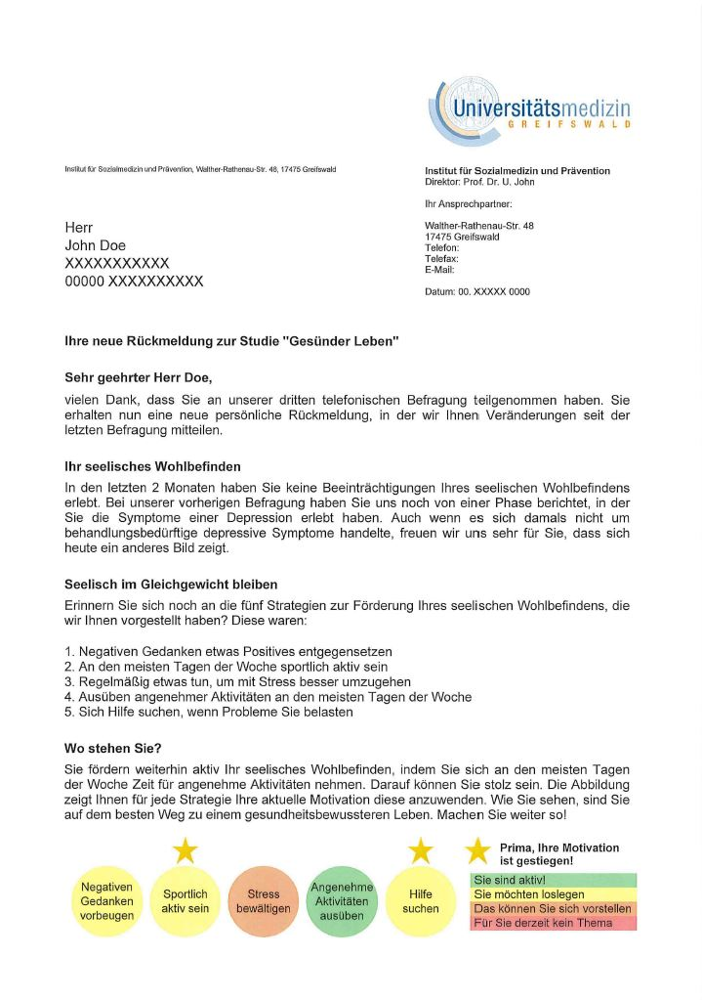 Universitätsmedizin
GREIFSWALD
Institut für Sozialmedizin und Prävention, Walther-Rathenau-Str. 48, 17475 Greifswald
Institut für Sozialmedizin und Prävention
Direktor: Prof. Dr. U. John
Ihr Ansprechpartner:
Walther-Rathenau-Str. 48
17475 Greifswald
Telefon:
Telefax:
E-Mail:
Datum: 00. XXXXX 0000
Herr
John Doe
XXXXXXXXXXX
00000 XXXXXXXXXX
Ihre neue Rückmeldung zur Studie "Gesünder Leben"
Sehr geehrter Herr Doe,
vielen Dank, dass Sie an unserer dritten telefonischen Befragung teilgenommen haben. Sie
erhalten nun eine neue persönliche Rückmeldung, in der wir Ihnen Veränderungen seit der
letzten Befragung mitteilen.
Ihr seelisches Wohlbefinden
In den letzten 2 Monaten haben Sie keine Beeinträchtigungen Ihres seelischen Wohlbefindens
erlebt. Bei unserer vorherigen Befragung haben Sie uns noch von einer Phase berichtet, in der
Sie die Symptome einer Depression erlebt haben. Auch wenn es sich damals nicht um
behandlungsbedürftige depressive Symptome handelte, freuen wir uns sehr für Sie, dass sich
heute ein anderes Bild zeigt.
Seelisch im Gleichgewicht bleiben
Erinnern Sie sich noch an die fünf Strategien zur Förderung Ihres seelischen Wohlbefindens, die
wir Ihnen vorgestellt haben? Diese waren:
1. Negativen Gedanken etwas Positives entgegensetzen
2. An den meisten Tagen der Woche sportlich aktiv sein
3. Regelmäßig etwas tun, um mit Stress besser umzugehen
4. Ausüben angenehmer Aktivitäten an den meisten Tagen der Woche
5. Sich Hilfe suchen, wenn Probleme Sie belasten
Wo stehen Sie?
Sie fördern weiterhin aktiv Ihr seelisches Wohlbefinden, indem Sie sich an den meisten Tagen
der Woche Zeit für angenehme Aktivitäten nehmen. Darauf können Sie stolz sein. Die Abbildung
zeigt Ihnen für jede Strategie Ihre aktuelle Motivation diese anzuwenden. Wie Sie sehen, sind Sie
auf dem besten Weg zu einem gesundheitsbewussteren Leben. Machen Sie weiter so!
Negativen
Gedanken
vorbeugen
Sportlich
aktiv sein
Stress
bewältigen
Angenehme
Aktivitäten
ausüben
Hilfe
suchen
Prima, Ihre Motivation
ist gestiegen!
Sie sind aktiv!
Sie möchten loslegen
Das können Sie sich vorstellen
Für Sie derzeit kein Thema